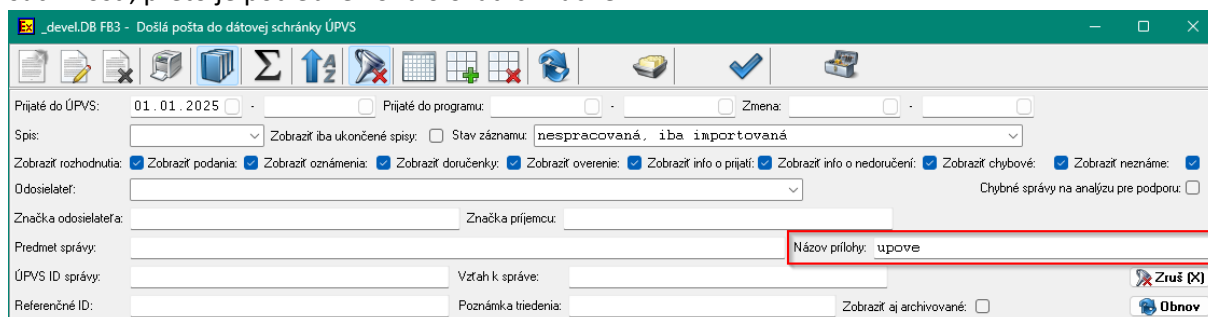 _devel.DB FB3 - Došlá pošta do dátovej schránky ÚPVS
Prijaté do ÚPVS: 01.01.2025 - Prijaté do programu: - Zmena: -
Spis: Zobraziť iba ukončené spisy: Stav záznamu: nespracovaná, iba importovaná
Zobraziť rozhodnutia: Zobraziť podania: Zobraziť oznámenia: Zobraziť doručenky: Zobraziť overenie: Zobraziť info o prijatí: Zobraziť info o nedoručení: Zobraziť chybové: Zobraziť neznáme:
Odosielateľ: Chybné správy na analýzu pre podporu:
Značka odosielateľa: Značka príjemcu:
Predmet správy: Názov prílohy: upove
ÚPVS ID správy: Vzťah k správe: Zruš (X)
Referenčné ID: Poznámka triedenia: Zobraziť aj archivované: Obnov